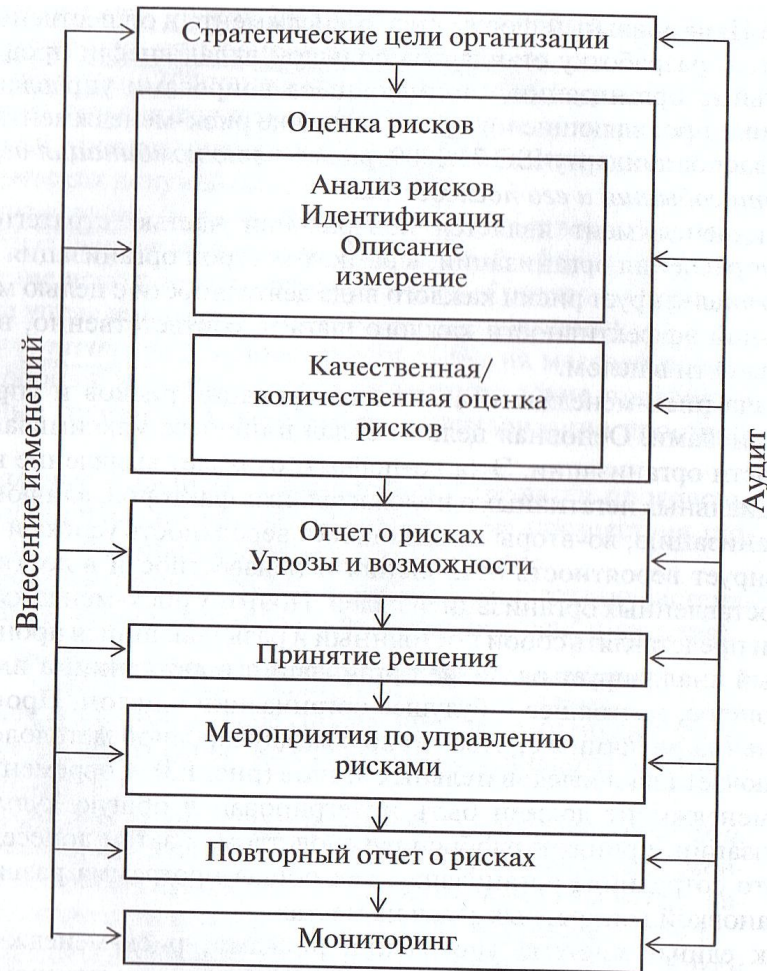 Стратегические цели организации
Оценка рисков
Анализ рисков
Идентификация
Описание
измерение
Качественная/
количественная оценка
рисков
Отчет о рисках
Угрозы и возможности
Принятие решения
Мероприятия по управлению
рисками
Повторный отчет о рисках
Мониторинг
Внесение изменений
Аудит